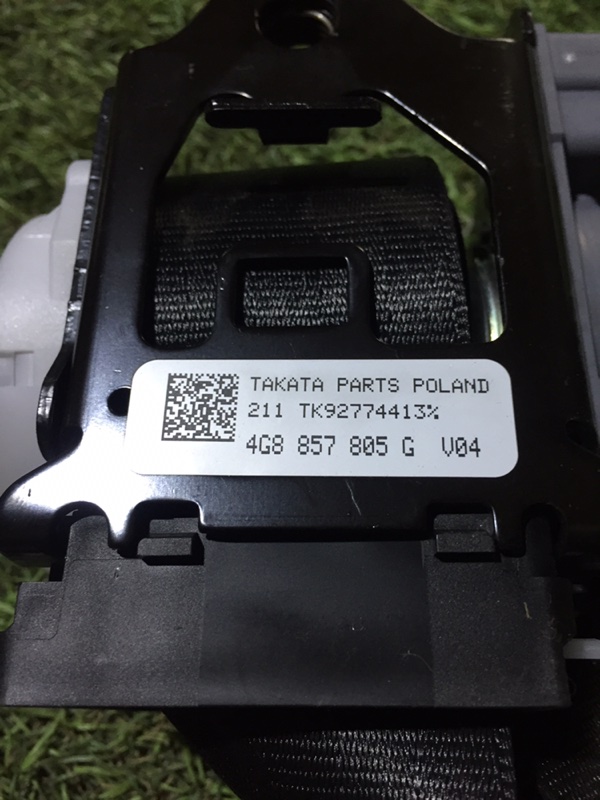 TAKATA PARTS POLAND
211 TK92774413%
4G8 857 805 G V04